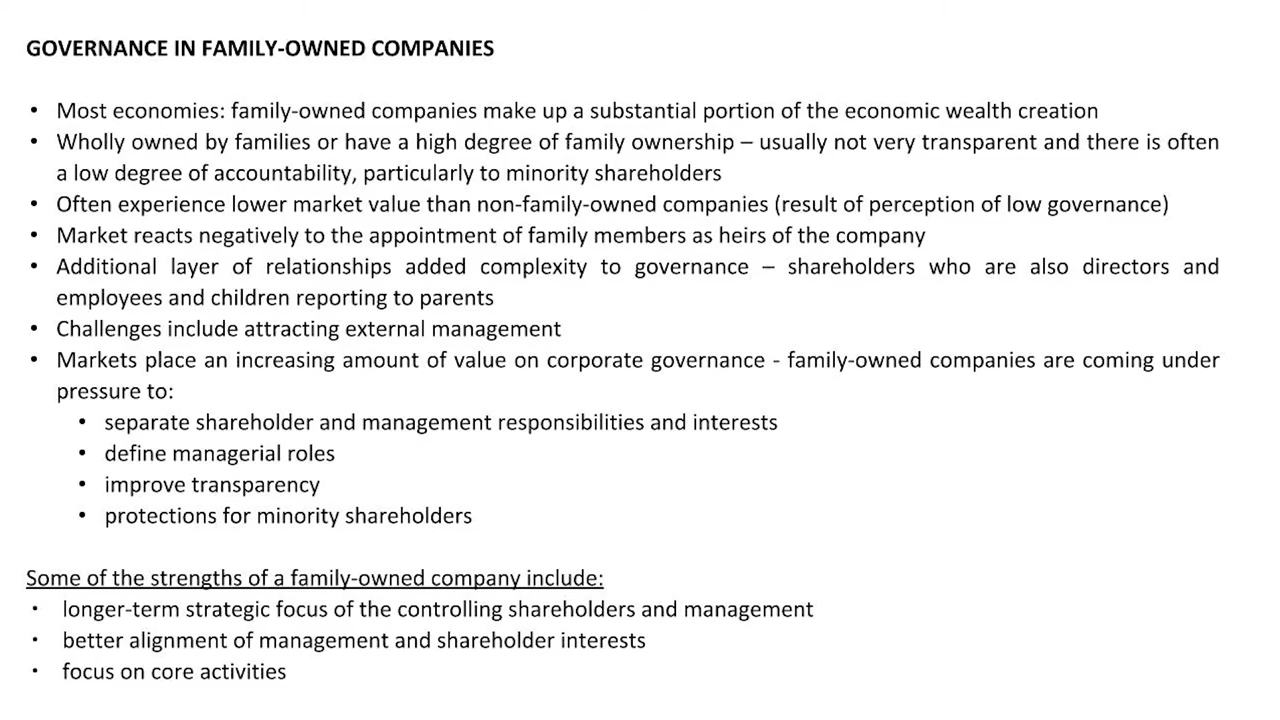 GOVERNANCE IN FAMILY-OWNED COMPANIES
• Most economies: family-owned companies make up a substantial portion of the economic wealth creation
• Wholly owned by families or have a high degree of family ownership – usually not very transparent and there is often
a low degree of accountability, particularly to minority shareholders
• Often experience lower market value than non-family-owned companies (result of perception of low governance)
• Market reacts negatively to the appointment of family members as heirs of the company
• Additional layer of relationships added complexity to governance – shareholders who are also directors and
employees and children reporting to parents
• Challenges include attracting external management
• Markets place an increasing amount of value on corporate governance - family-owned companies are coming under
pressure to:
• separate shareholder and management responsibilities and interests
• define managerial roles
• improve transparency
• protections for minority shareholders
Some of the strengths of a family-owned company include:
• longer-term strategic focus of the controlling shareholders and management
• better alignment of management and shareholder interests
• focus on core activities